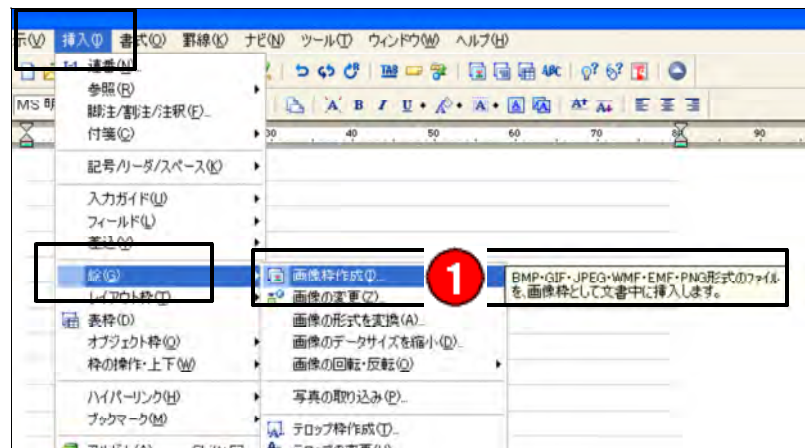 示(V) 挿入(I) 書式(O) 罫線(K) ナビ(N) ツール(T) ウィンドウ(W) ヘルプ(H)
連番(N)...
参照(R)
脚注/割注/注釈(F)...
付箋(C)
記号/リーダ/スペース(K)
入力ガイド(U)
フィールド(L)
差込(Y)
絵(G)
レイアウト枠(T)
表枠(D)
オブジェクト枠(Q)
枠の操作・上下(W)
ハイパーリンク(H)
ブックマーク(M)
画像枠作成(I)...
画像の変更(Z)...
画像の形式を変換(A)...
画像のデータサイズを縮小(D)...
画像の回転・反転(O)
写真の取り込み(P)...
テロップ枠作成(T)...
1
BMP・GIF・JPEG・WMF・EMF・PNG形式のファイル
を、画像枠として文書中に挿入します。
MS 明
ABC
A B I U
30 40 50 60 70 80 90